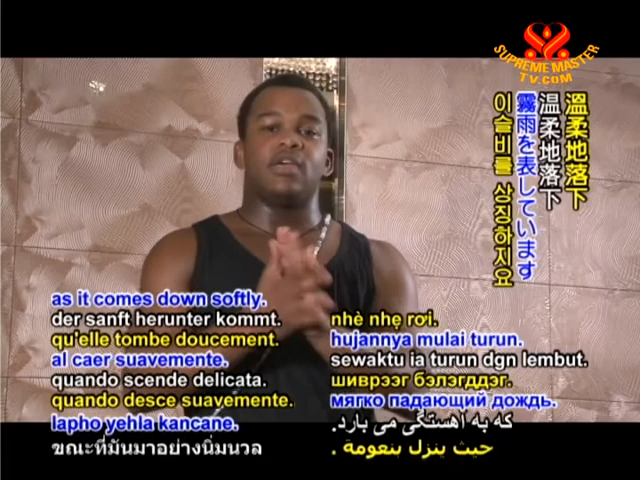 SUPREME MASTER
TV.COM
溫柔地落下
温柔地落下
霧雨を表しています
이슬비를 상징하지요
as it comes down softly.
der sanft herunter kommt.
qu'elle tombe doucement.
al caer suavemente.
quando scende delicata.
quando desce suavemente.
lapho yehla kancane.
ขณะที่มันมาอย่างนิ่มนวล
nhè nhẹ rơi.
hujannya mulai turun.
sewaktu ia turun dgn lembut.
шиврээг бэлэгддэг.
мягко падающий дождь.
که به آهستگی می بارد.
حيث ينزل بنعومة .